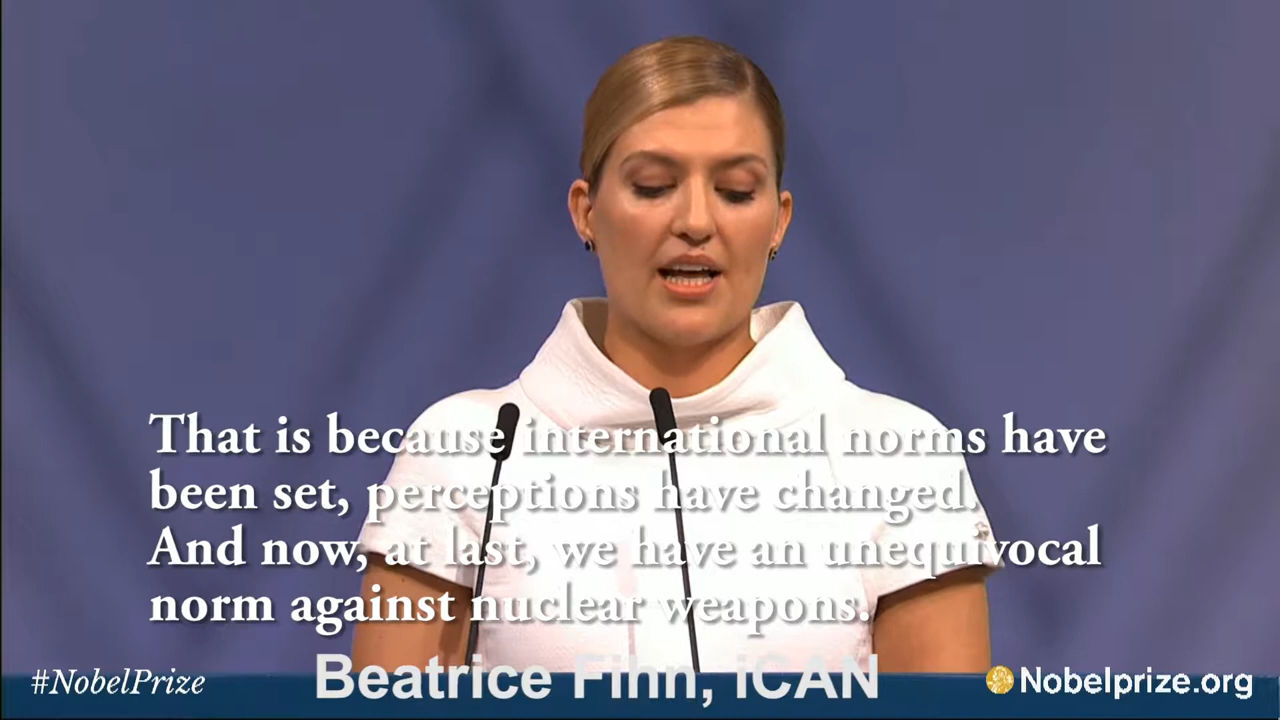 That is because international norms have
been set, perceptions have changed.
And now, at last, we have an unequivocal
norm against nuclear weapons.
#NobelPrize
Beatrice Fihn, iCAN
Nobelprize.org